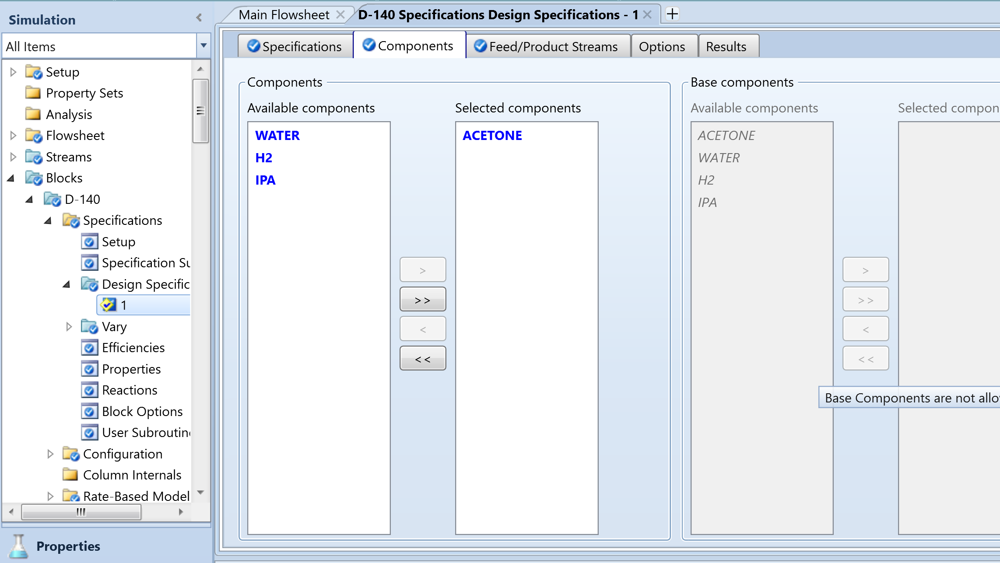 Simulation
All Items
Setup
Property Sets
Analysis
Flowsheet
Streams
Blocks
D-140
Specifications
Setup
Specification Su
Design Specific
1
Vary
Efficiencies
Properties
Reactions
Block Options
User Subroutin
Configuration
Column Internals
Rate-Based Model
Properties
Main Flowsheet
D-140 Specifications Design Specifications - 1
Specifications
Components
Feed/Product Streams
Options
Results
Components
Available components
WATER
H2
IPA
>
>>
<
<<
Selected components
ACETONE
Base components
Available components
ACETONE
WATER
H2
IPA
>
>>
<
<<
Selected compon
Base Components are not allo